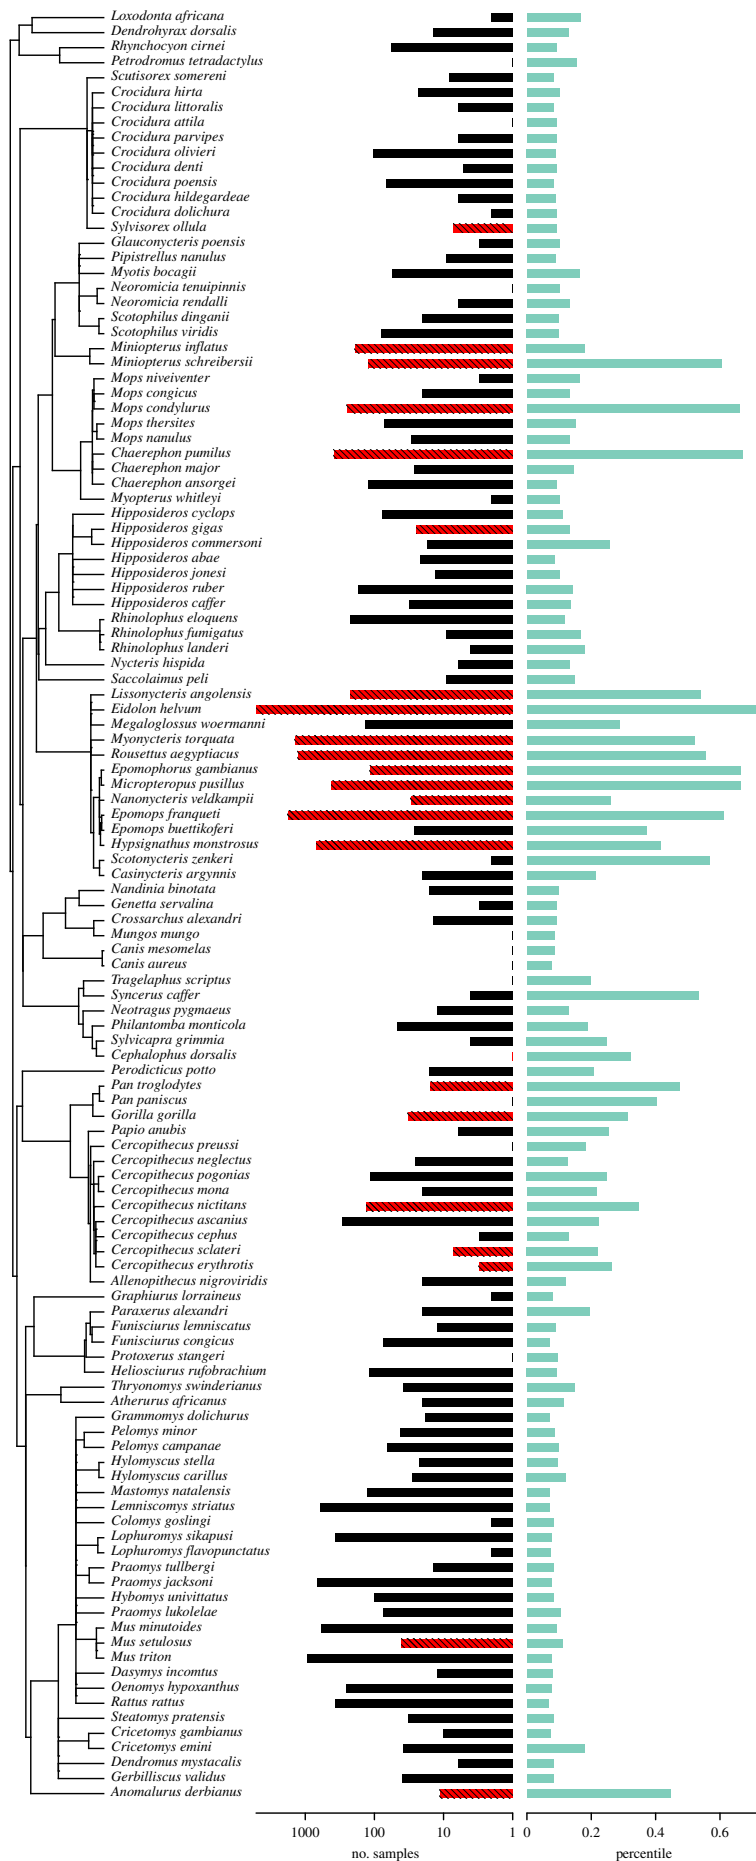 Loxodonta africana
Dendrohyrax dorsalis
Rhynchocyon cirnei
Petrodromus tetradactylus
Scutisorex somereni
Crocidura hirta
Crocidura littoralis
Crocidura attila
Crocidura parvipes
Crocidura olivieri
Crocidura denti
Crocidura poensis
Crocidura hildegardeae
Crocidura dolichura
Sylvisorex ollula
Glauconycteris poensis
Pipistrellus nanulus
Myotis bocagii
Neoromicia tenuipinnis
Neoromicia rendalli
Scotophilus dinganii
Scotophilus viridis
Miniopterus inflatus
Miniopterus schreibersii
Mops niveiventer
Mops congicus
Mops condylurus
Mops thersites
Mops nanulus
Chaerephon pumilus
Chaerephon major
Chaerephon ansorgei
Myopterus whitleyi
Hipposideros cyclops
Hipposideros gigas
Hipposideros commersoni
Hipposideros abae
Hipposideros jonesi
Hipposideros ruber
Hipposideros caffer
Rhinolophus eloquens
Rhinolophus fumigatus
Rhinolophus landeri
Nycteris hispida
Saccolaimus peli
Lissonycteris angolensis
Eidolon helvum
Megaloglossus woermanni
Myonycteris torquata
Rousettus aegyptiacus
Epomophorus gambianus
Micropteropus pusillus
Nanonycteris veldkampii
Epomops franqueti
Epomops buettikoferi
Hypsignathus monstrosus
Scotonycteris zenkeri
Casinycteris argynnis
Nandinia binotata
Genetta servalina
Crossarchus alexandri
Mungos mungo
Canis mesomelas
Canis aureus
Tragelaphus scriptus
Syncerus caffer
Neotragus pygmaeus
Philantomba monticola
Sylvicapra grimmia
Cephalophus dorsalis
Perodicticus potto
Pan troglodytes
Pan paniscus
Gorilla gorilla
Papio anubis
Cercopithecus preussi
Cercopithecus neglectus
Cercopithecus pogonias
Cercopithecus mona
Cercopithecus nictitans
Cercopithecus ascanius
Cercopithecus cephus
Cercopithecus sclateri
Cercopithecus erythrotis
Allenopithecus nigroviridis
Graphiurus lorraineus
Paraxerus alexandri
Funisciurus lemniscatus
Funisciurus congicus
Protoxerus stangeri
Heliosciurus rufobrachium
Thryonomys swinderianus
Atherurus africanus
Grammomys dolichurus
Pelomys minor
Pelomys campanae
Hylomyscus stella
Hylomyscus carillus
Mastomys natalensis
Lemniscomys striatus
Colomys goslingi
Lophuromys sikapusi
Lophuromys flavopunctatus
Praomys tullbergi
Praomys jacksoni
Hybomys univittatus
Praomys lukolelae
Mus minutoides
Mus setulosus
Mus triton
Dasymys incomtus
Oenomys hypoxanthus
Rattus rattus
Steatomys pratensis
Cricetomys gambianus
Cricetomys emini
Dendromus mystacalis
Gerbilliscus validus
Anomalurus derbianus
1000 100 10 1 0 0.2 0.4 0.6
no. samples percentile